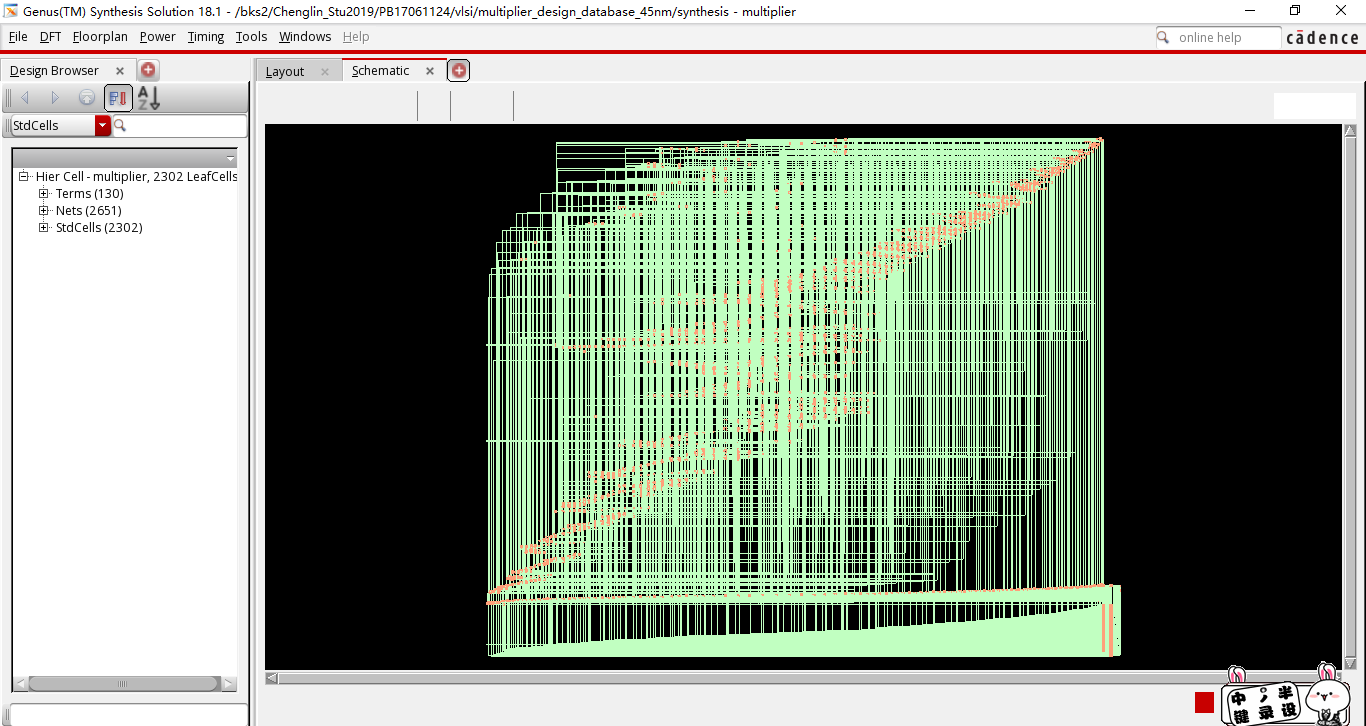 Genus(TM) Synthesis Solution 18.1 - /bks2/Chenglin_Stu2019/PB17061124/vlsi/multiplier_design_database_45nm/synthesis - multiplier
File DFT Floorplan Power Timing Tools Windows Help
online help
cādence
Design Browser
Layout
Schematic
A
Z
StdCells
Hier Cell - multiplier, 2302 LeafCells
Terms (130)
Nets (2651)
StdCells (2302)
中 半
键 录 设